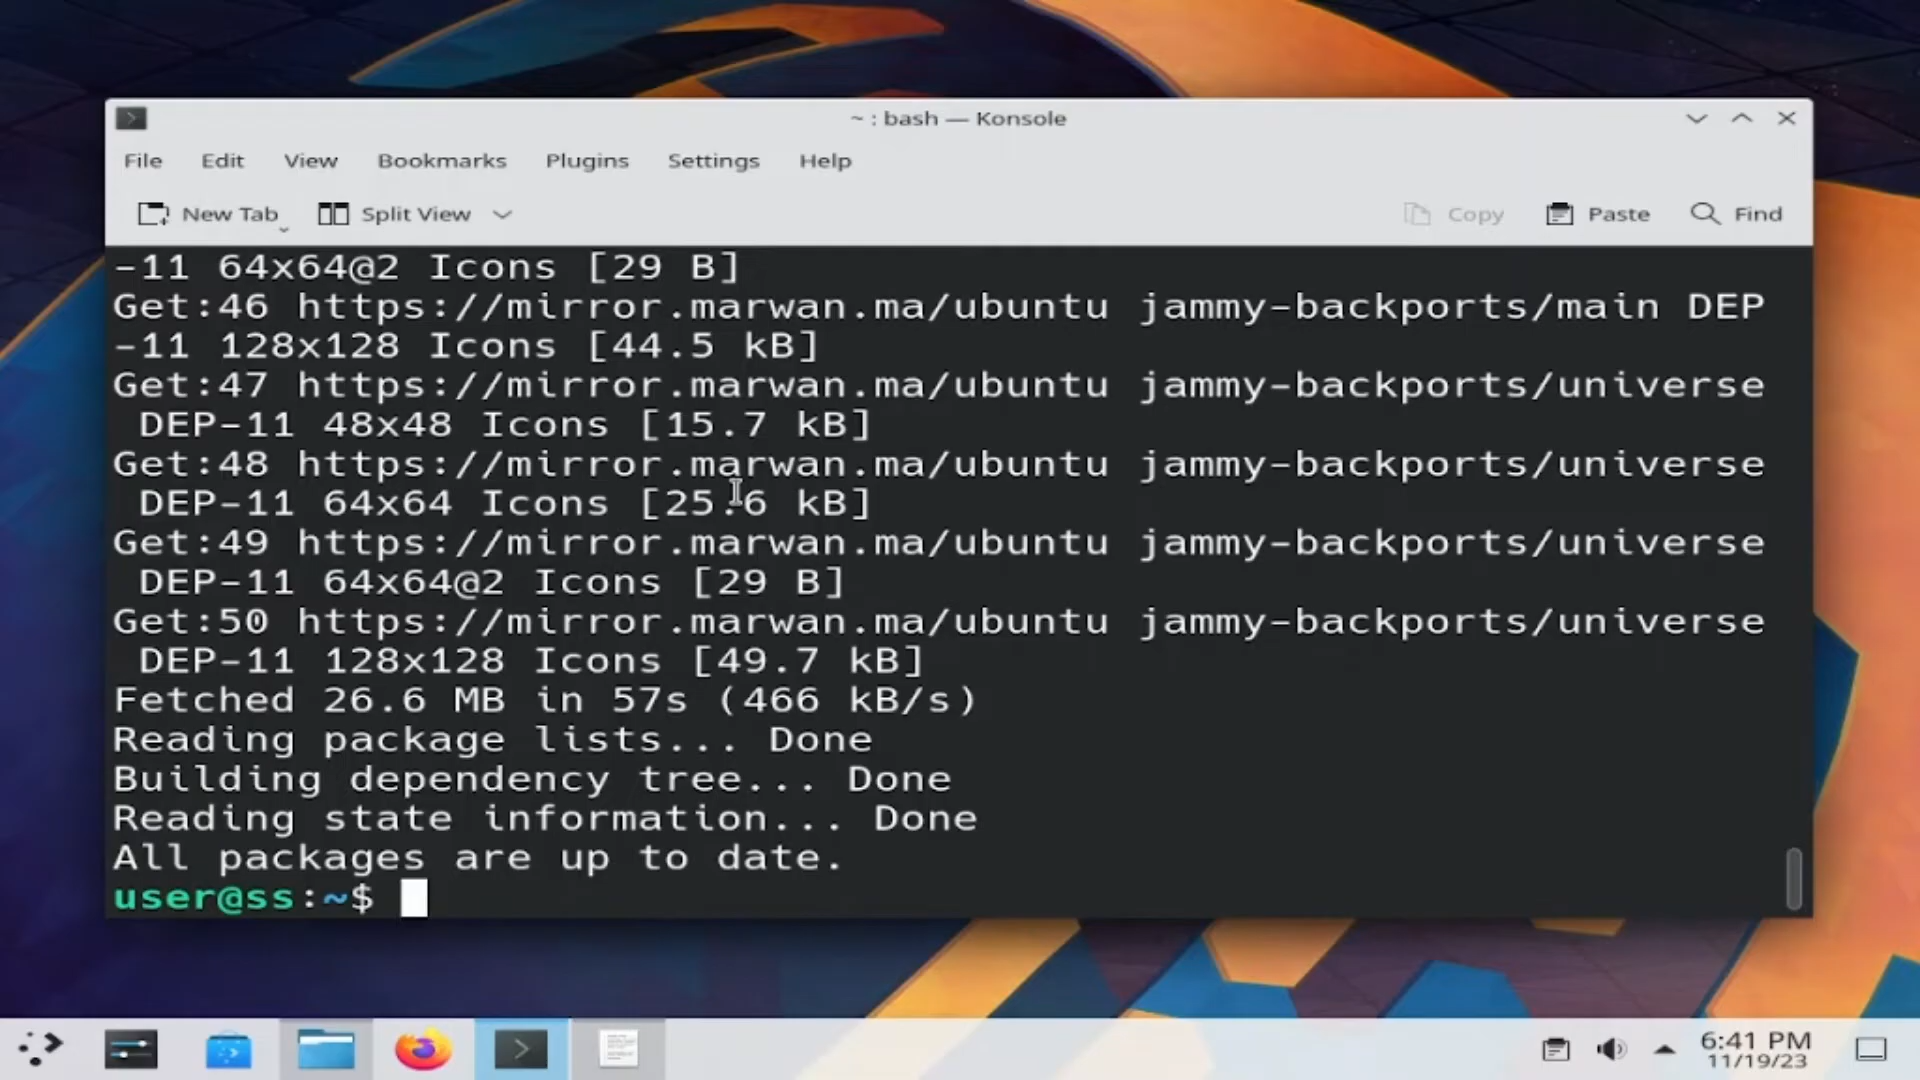 ~ : bash — Konsole
File Edit View Bookmarks Plugins Settings Help
New Tab Split View Copy Paste Find
-11 64x64@2 Icons [29 B]
Get:46 https://mirror.marwan.ma/ubuntu jammy-backports/main DEP
-11 128x128 Icons [44.5 kB]
Get:47 https://mirror.marwan.ma/ubuntu jammy-backports/universe
 DEP-11 48x48 Icons [15.7 kB]
Get:48 https://mirror.marwan.ma/ubuntu jammy-backports/universe
 DEP-11 64x64 Icons [25.6 kB]
Get:49 https://mirror.marwan.ma/ubuntu jammy-backports/universe
 DEP-11 64x64@2 Icons [29 B]
Get:50 https://mirror.marwan.ma/ubuntu jammy-backports/universe
 DEP-11 128x128 Icons [49.7 kB]
Fetched 26.6 MB in 57s (466 kB/s)
Reading package lists... Done
Building dependency tree... Done
Reading state information... Done
All packages are up to date.
user@ss:~$
6:41 PM
11/19/23